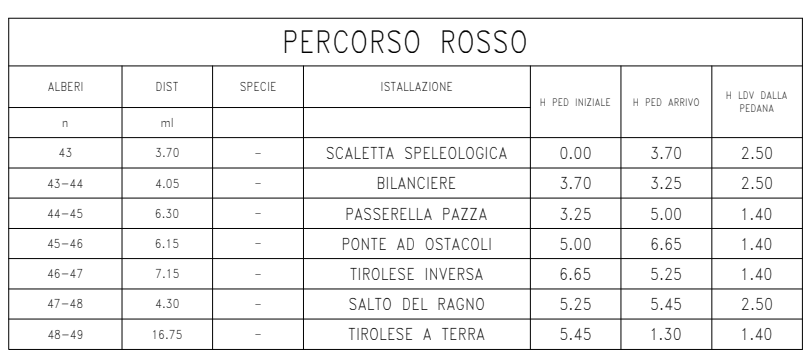 PERCORSO ROSSO
ALBERI DIST SPECIE ISTALLAZIONE H PED INIZIALE H PED ARRIVO H LDV DALLA
PEDANA
n ml
43 3.70 - SCALETTA SPELEOLOGICA 0.00 3.70 2.50
43-44 4.05 - BILANCIERE 3.70 3.25 2.50
44-45 6.30 - PASSERELLA PAZZA 3.25 5.00 1.40
45-46 6.15 - PONTE AD OSTACOLI 5.00 6.65 1.40
46-47 7.15 - TIROLESE INVERSA 6.65 5.25 1.40
47-48 4.30 - SALTO DEL RAGNO 5.25 5.45 2.50
48-49 16.75 - TIROLESE A TERRA 5.45 1.30 1.40